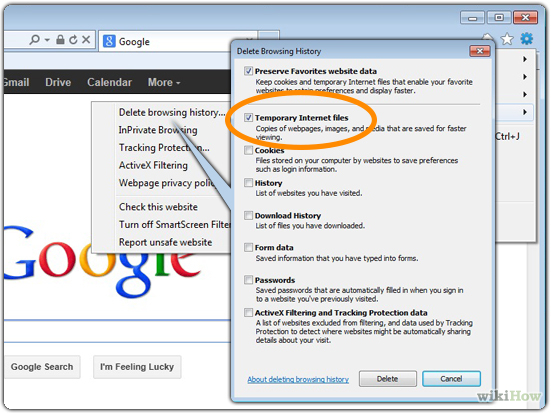 Google
Gmail Drive Calendar More
Delete browsing history...
InPrivate Browsing
Tracking Protection...
ActiveX Filtering
Webpage privacy
Check this website
Turn off SmartScreen Filter
Report unsafe website
Google
Google Search I'm Feeling Lucky
Ctrl+J
Delete Browsing History
Preserve Favorites website data
Keep cookies and temporary Internet files that enable your favorite
websites to retain preferences and display faster.
Temporary Internet files
Copies of webpages, images, and media that are saved for faster
viewing.
Cookies
Files stored on your computer by websites to save preferences
such as login information.
History
List of websites you have visited.
Download History
List of files you have downloaded.
Form data
Saved information that you have typed into forms.
Passwords
Saved passwords that are automatically filled in when you sign in
to a website you've previously visited.
ActiveX Filtering and Tracking Protection data
A list of websites excluded from filtering, and data used by Tracking
Protection to detect where websites might be automatically sharing
details about your visit.
About deleting browsing history Delete Cancel
wikiHow